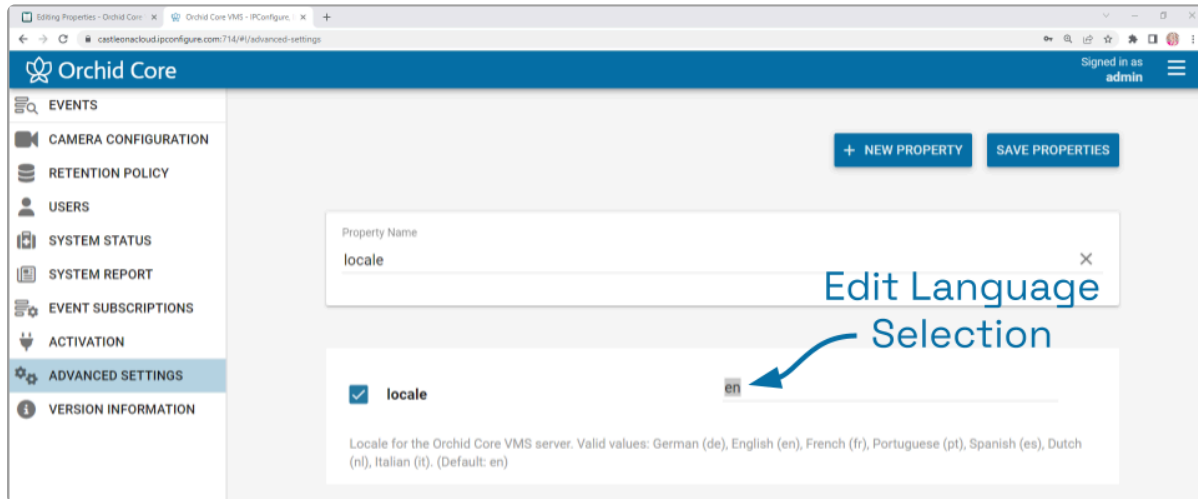 Editing Properties - Orchid Core
Orchid Core VMS - IPConfigure,
castleonacloud.ipconfigure.com:714/#!/advanced-settings
Orchid Core
Signed in as
admin
EVENTS
CAMERA CONFIGURATION
RETENTION POLICY
USERS
SYSTEM STATUS
SYSTEM REPORT
EVENT SUBSCRIPTIONS
ACTIVATION
ADVANCED SETTINGS
VERSION INFORMATION
+ NEW PROPERTY
SAVE PROPERTIES
Property Name
locale
Edit Language
Selection
locale
en
Locale for the Orchid Core VMS server. Valid values: German (de), English (en), French (fr), Portuguese (pt), Spanish (es), Dutch
(nl), Italian (it). (Default: en)